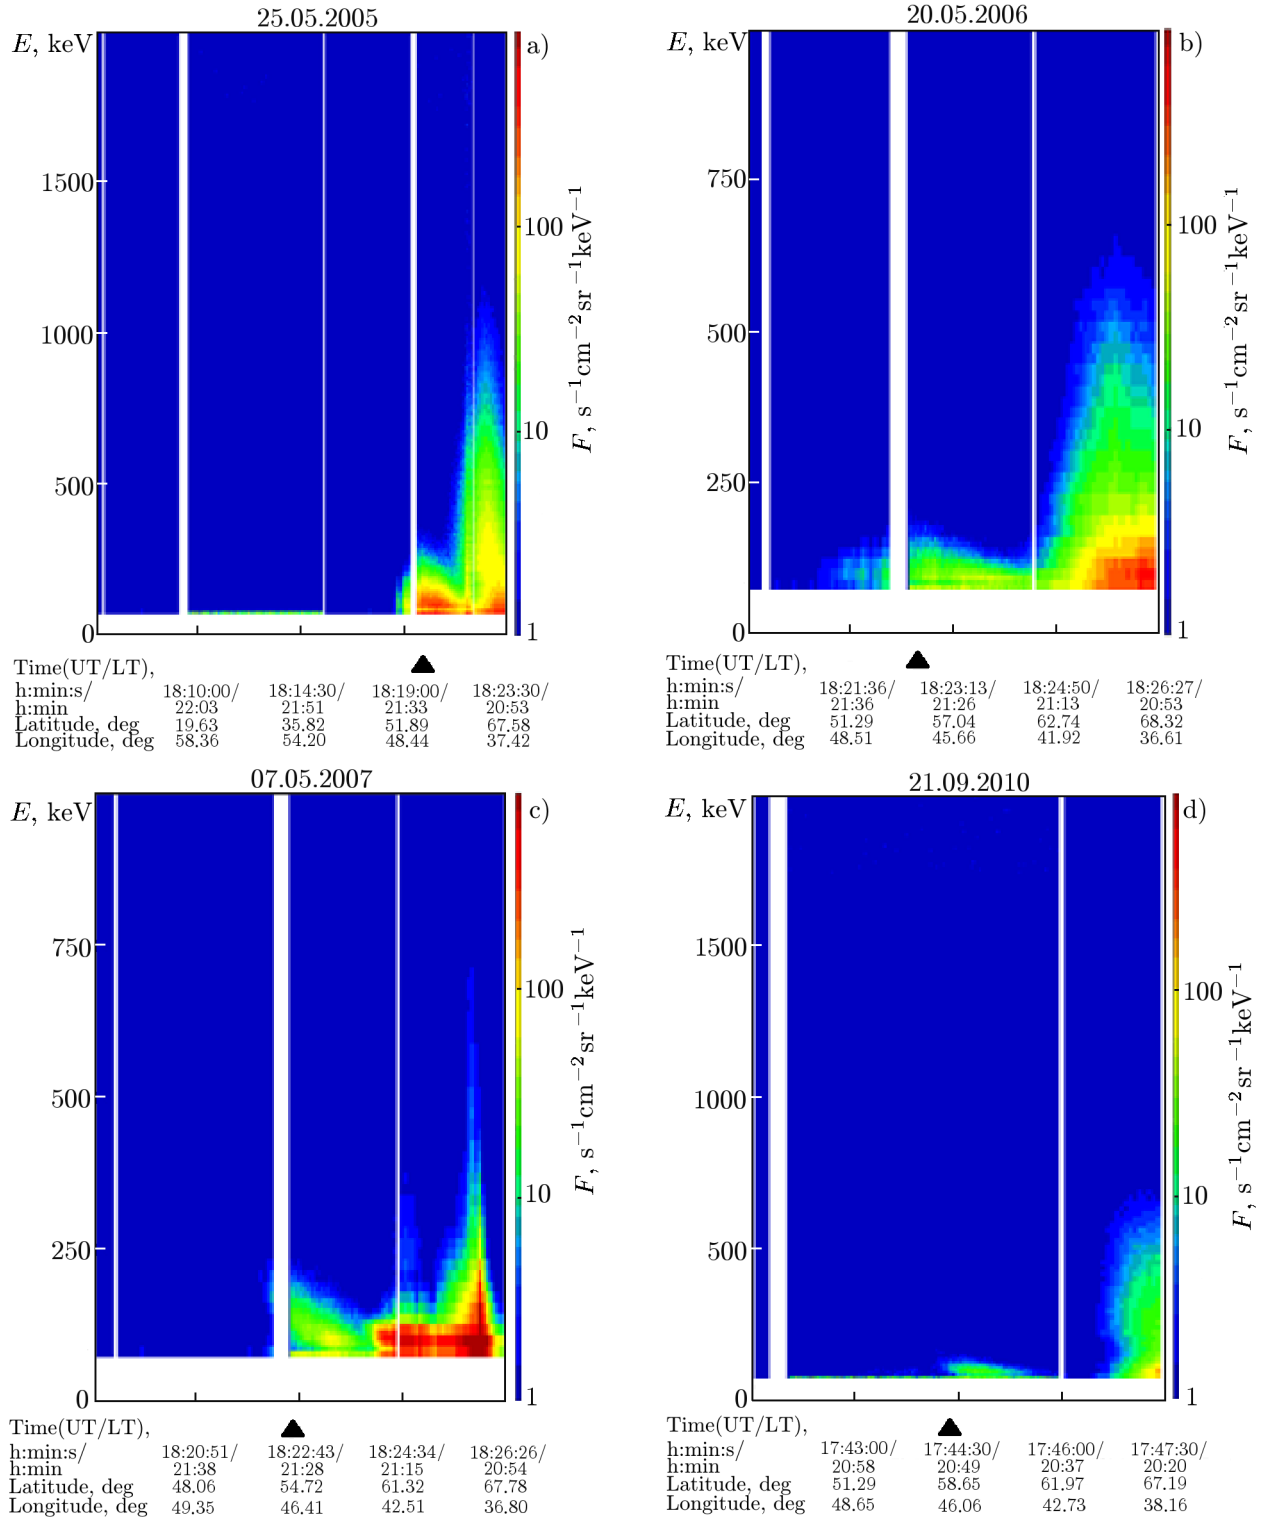 25.05.2005
E, keV
a)
1500
1000
500
0
100
10
1
F, s−1cm−2sr−1keV−1
Time(UT/LT),
h:min:s/ 18:10:00/ 18:14:30/ 18:19:00/ 18:23:30/
h:min 22:03 21:51 21:33 20:53
Latitude, deg 19.63 35.82 51.89 67.58
Longitude, deg 58.36 54.20 48.44 37.42
20.05.2006
E, keV
b)
750
500
250
0
100
10
1
F, s−1cm−2sr−1keV−1
Time(UT/LT),
h:min:s/ 18:21:36/ 18:23:13/ 18:24:50/ 18:26:27/
h:min 21:36 21:26 21:13 20:53
Latitude, deg 51.29 57.04 62.74 68.32
Longitude, deg 48.51 45.66 41.92 36.61
07.05.2007
E, keV
c)
750
500
250
0
100
10
1
F, s−1cm−2sr−1keV−1
Time(UT/LT),
h:min:s/ 18:20:51/ 18:22:43/ 18:24:34/ 18:26:26/
h:min 21:38 21:28 21:15 20:54
Latitude, deg 48.06 54.72 61.32 67.78
Longitude, deg 49.35 46.41 42.51 36.80
21.09.2010
E, keV
d)
1500
1000
500
0
100
10
1
F, s−1cm−2sr−1keV−1
Time(UT/LT),
h:min:s/ 17:43:00/ 17:44:30/ 17:46:00/ 17:47:30/
h:min 20:58 20:49 20:37 20:20
Latitude, deg 51.29 58.65 61.97 67.19
Longitude, deg 48.65 46.06 42.73 38.16